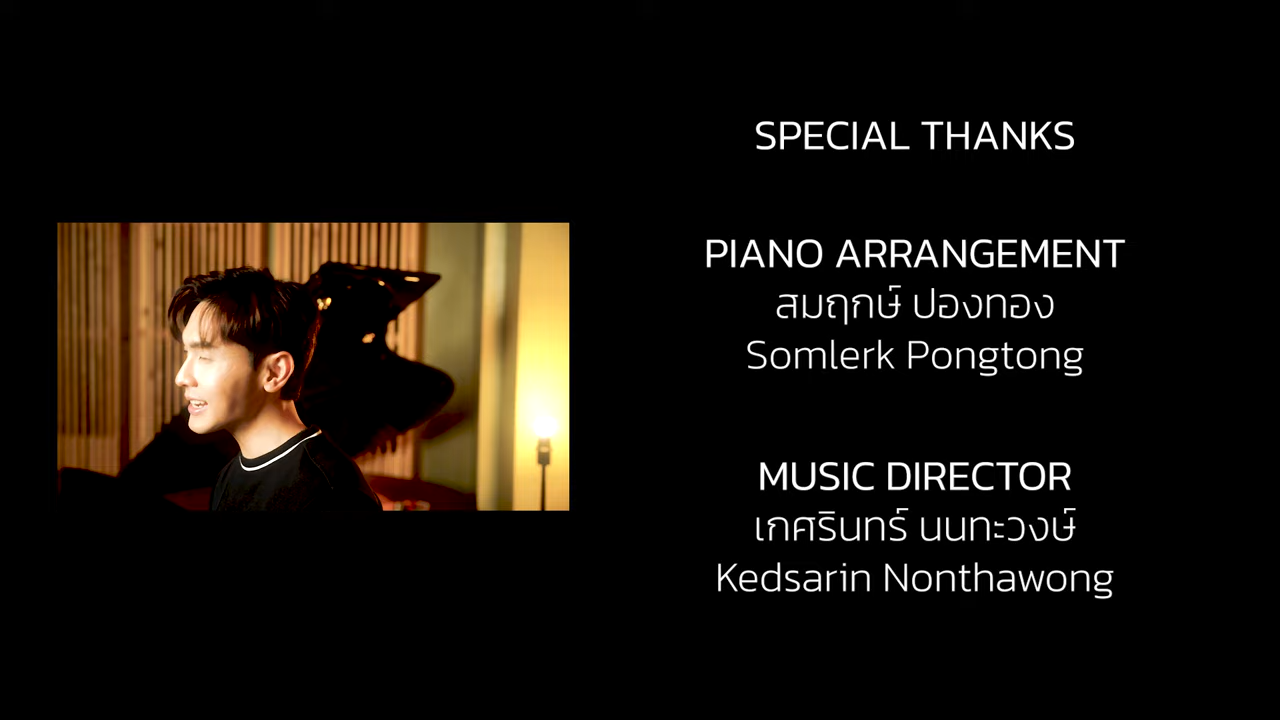 SPECIAL THANKS
PIANO ARRANGEMENT
สมฤกษ์ ปองทอง
Somlerk Pongtong
MUSIC DIRECTOR
เกศรินทร์ นนทะวงษ์
Kedsarin Nonthawong